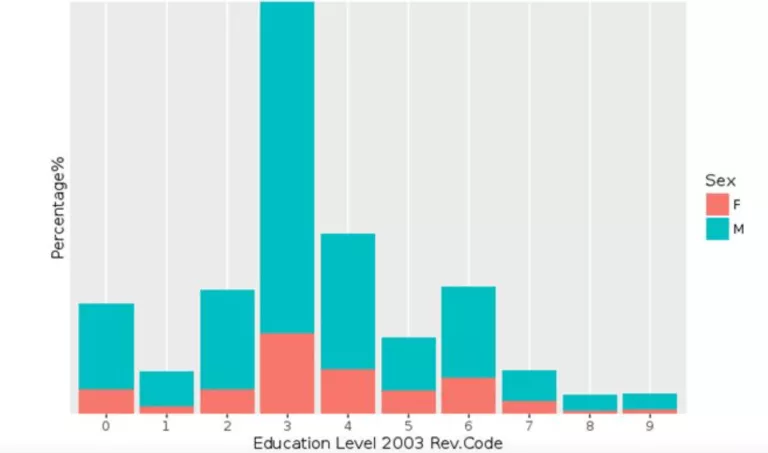 Percentage%
Sex
F
M
0 1 2 3 4 5 6 7 8 9
Education Level 2003 Rev.Code